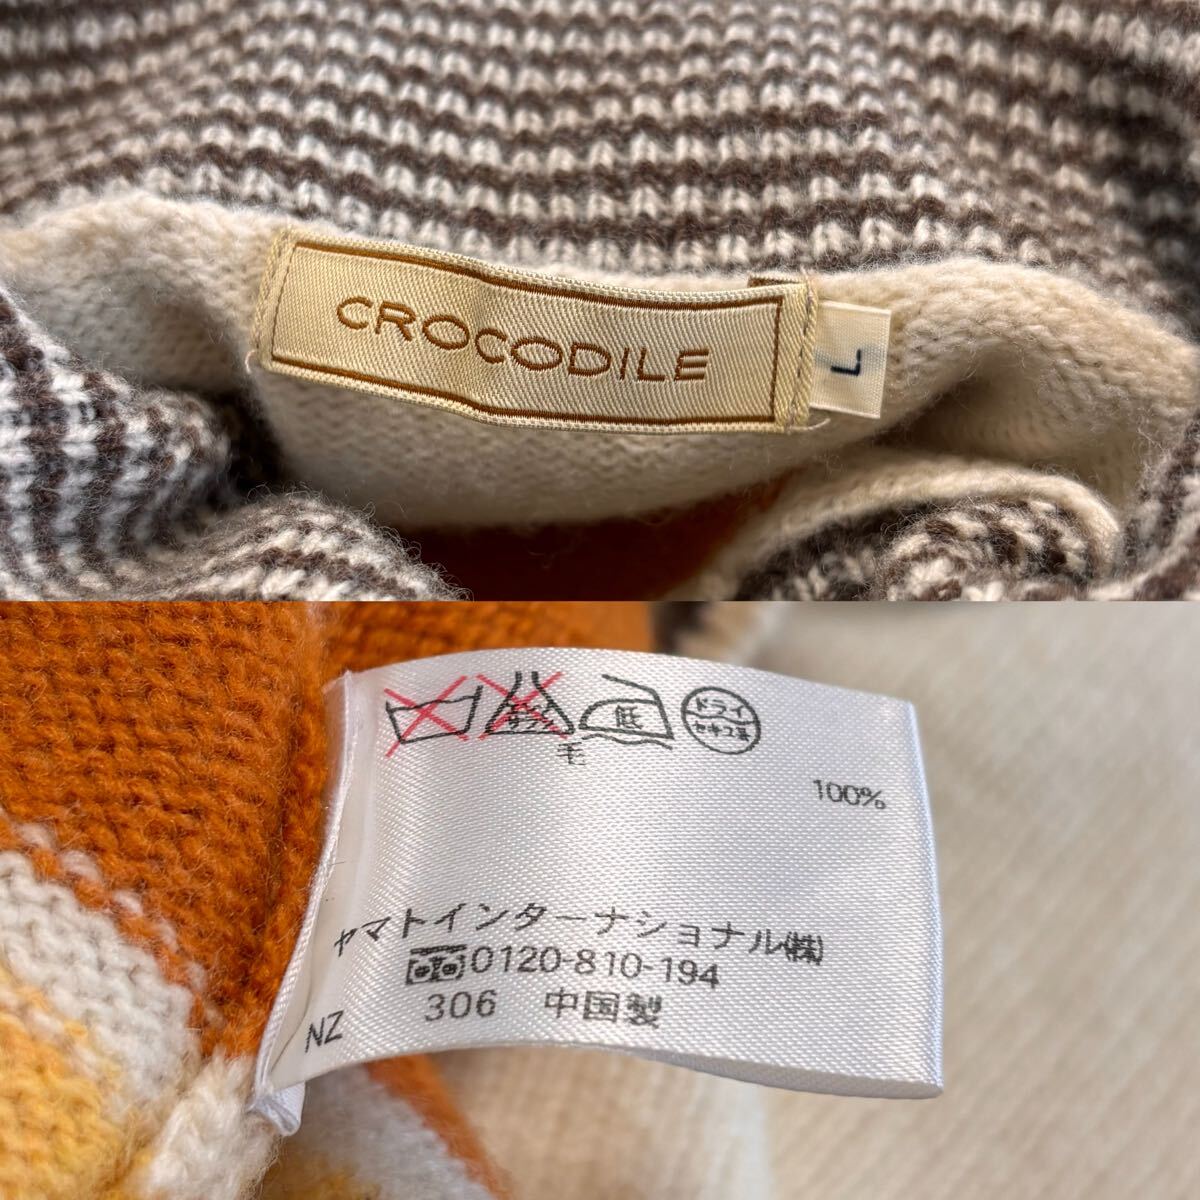 CROCODILE
L
低
ドライ
セキユ系
毛
100%
ヤマトインターナショナル(株)
0120-810-194
306 中国製
NZ